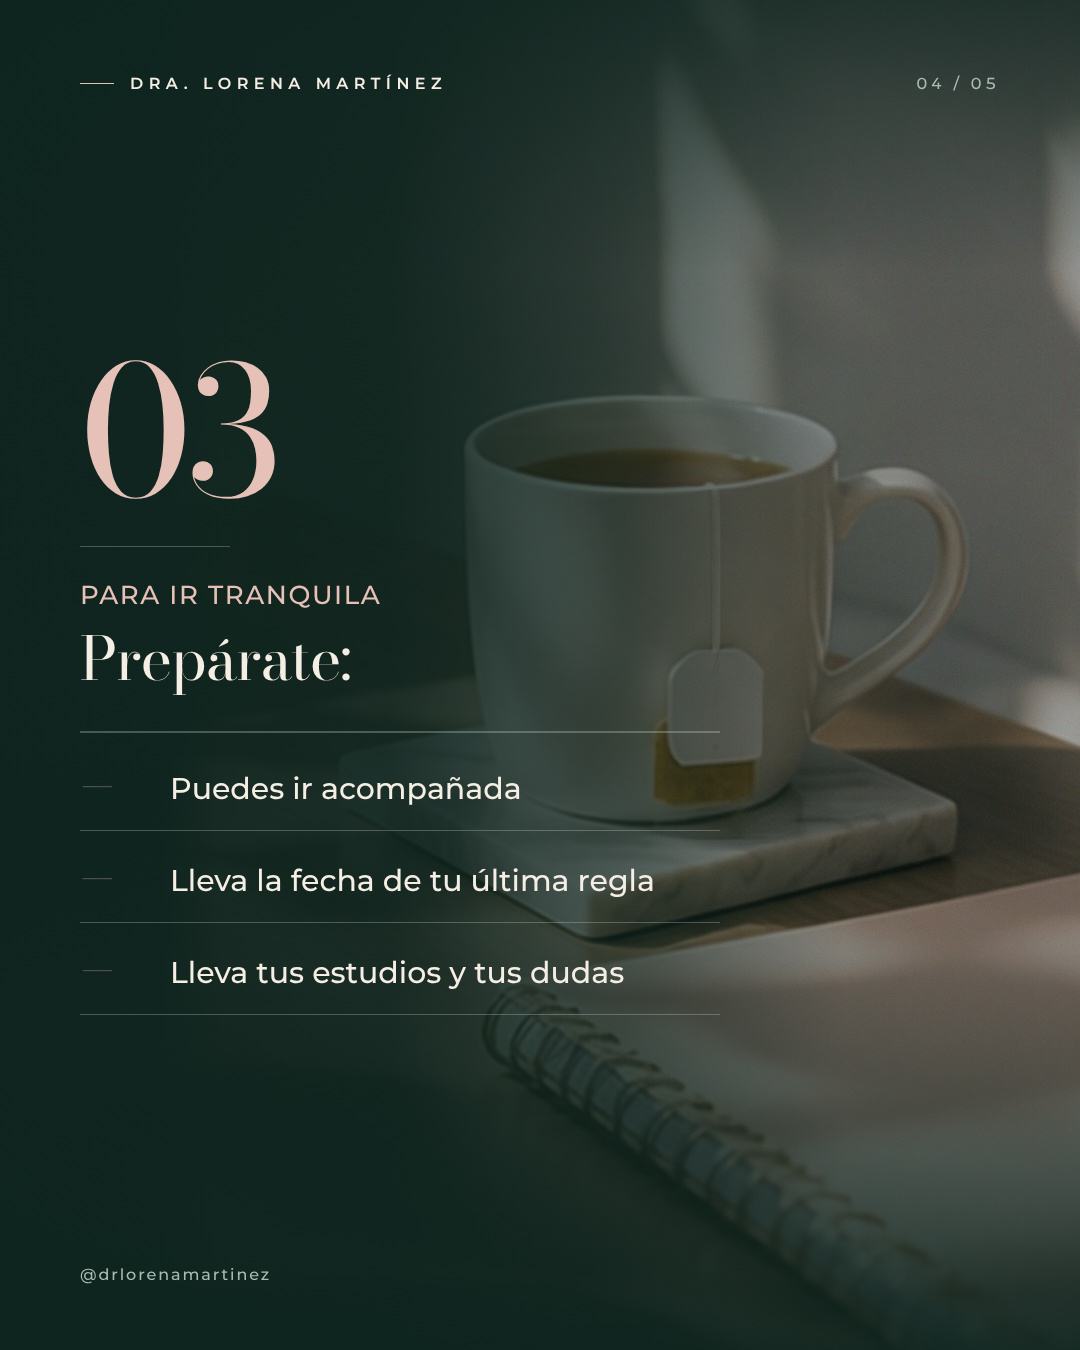 DRA. LORENA MARTÍNEZ
04 / 05
03
PARA IR TRANQUILA
Prepárate:
Puedes ir acompañada
Lleva la fecha de tu última regla
Lleva tus estudios y tus dudas
@drlorenamartinez